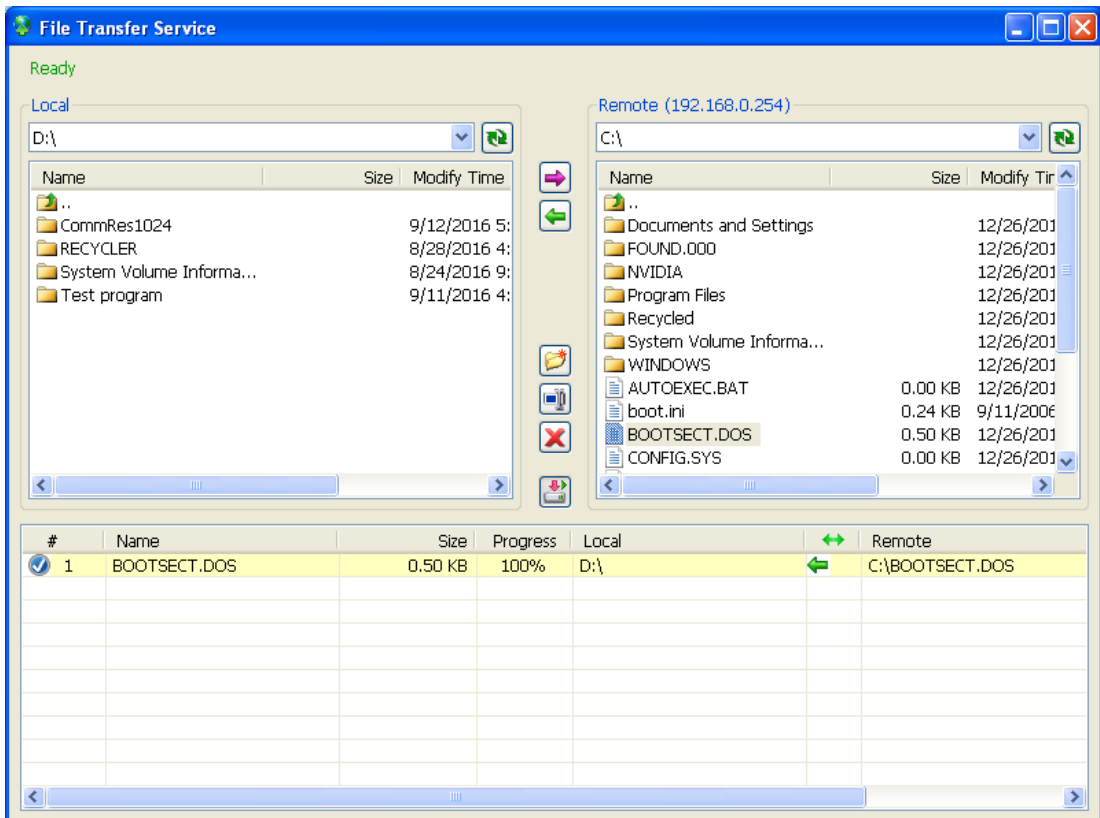 File Transfer Service
Ready
Local
D:\
Name Size Modify Time
..
CommRes1024 9/12/2016 5:
RECYCLER 8/28/2016 4:
System Volume Informa... 8/24/2016 9:
Test program 9/11/2016 4:
Remote (192.168.0.254)
C:\
Name Size Modify Tir
..
Documents and Settings 12/26/201
FOUND.000 12/26/201
NVIDIA 12/26/201
Program Files 12/26/201
Recycled 12/26/201
System Volume Informa... 12/26/201
WINDOWS 12/26/201
AUTOEXEC.BAT 0.00 KB 12/26/201
boot.ini 0.24 KB 9/11/2006
BOOTSECT.DOS 0.50 KB 12/26/201
CONFIG.SYS 0.00 KB 12/26/201
# Name Size Progress Local Remote
1 BOOTSECT.DOS 0.50 KB 100% D:\ C:\BOOTSECT.DOS